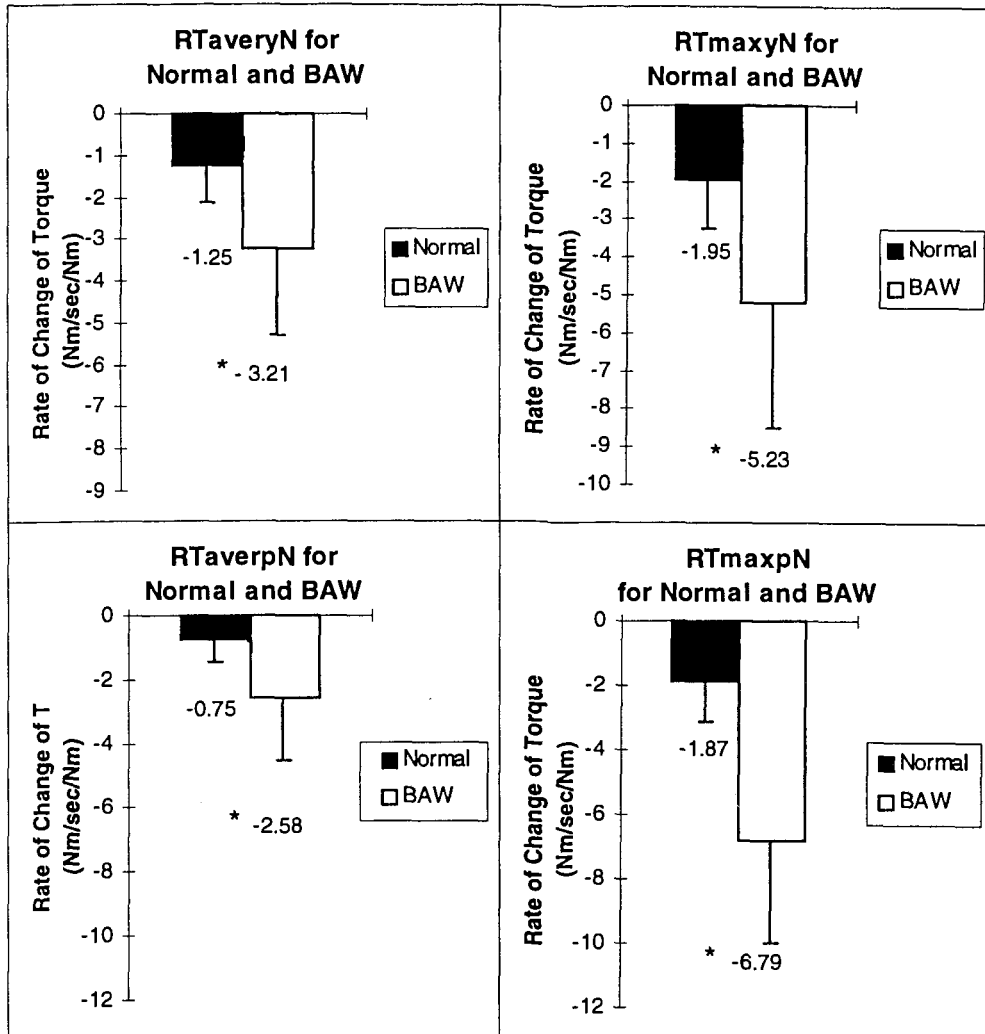 RTaveryN for
Normal and BAW
0
-1
-2
-3
-4
-5
-6
-7
-8
-9
Rate of Change of Torque
(Nm/sec/Nm)
-1.25
* - 3.21
Normal
BAW
RTmaxyN for
Normal and BAW
0
-1
-2
-3
-4
-5
-6
-7
-8
-9
-10
Rate of Change of Torque
(Nm/sec/Nm)
-1.95
* -5.23
Normal
BAW
RTaverpN for
Normal and BAW
0
-2
-4
-6
-8
-10
-12
Rate of Change of T
(Nm/sec/Nm)
-0.75
* -2.58
Normal
BAW
RTmaxpN
for Normal and BAW
0
-2
-4
-6
-8
-10
-12
Rate of Change of Torque
(Nm/sec/Nm)
-1.87
* -6.79
Normal
BAW